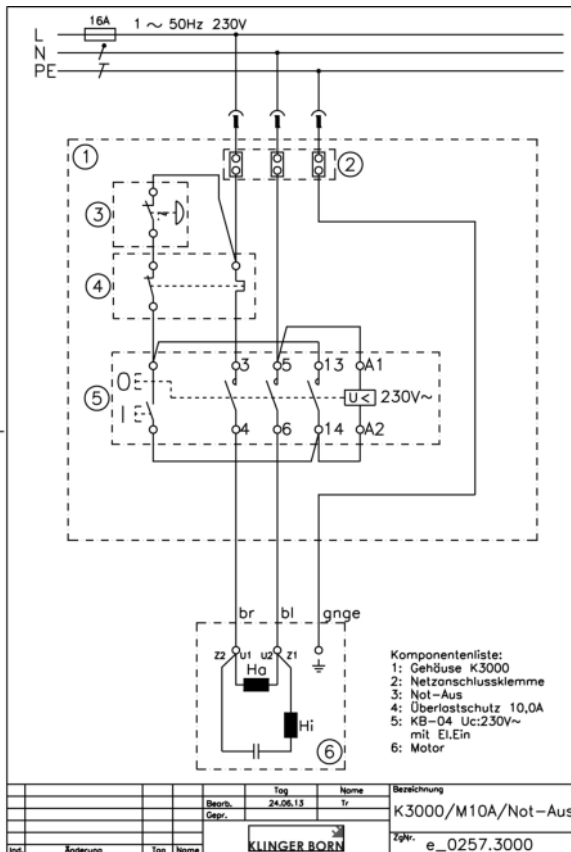 16A 1 ~ 50Hz 230V
L
N
PE
1
2
3
4
3 5 13 A1
O
5 U< 230V~
I
4 6 14 A2
br bl gnge
Z2 U1 U2 Z1
Ha
Hi
6
Komponentenliste:
1: Gehäuse K3000
2: Netzanschlussklemme
3: Not-Aus
4: Überlastschutz 10,0A
5: KB-04 Uc:230V~
mit El.Ein
6: Motor
Tag Name Bezeichnung
Bearb. 24.06.13 Tr
Gepr.
K3000/M10A/Not-Aus
KLINGER BORN
ZgNr. e_0257.3000
Ind. Änderung Tag Name